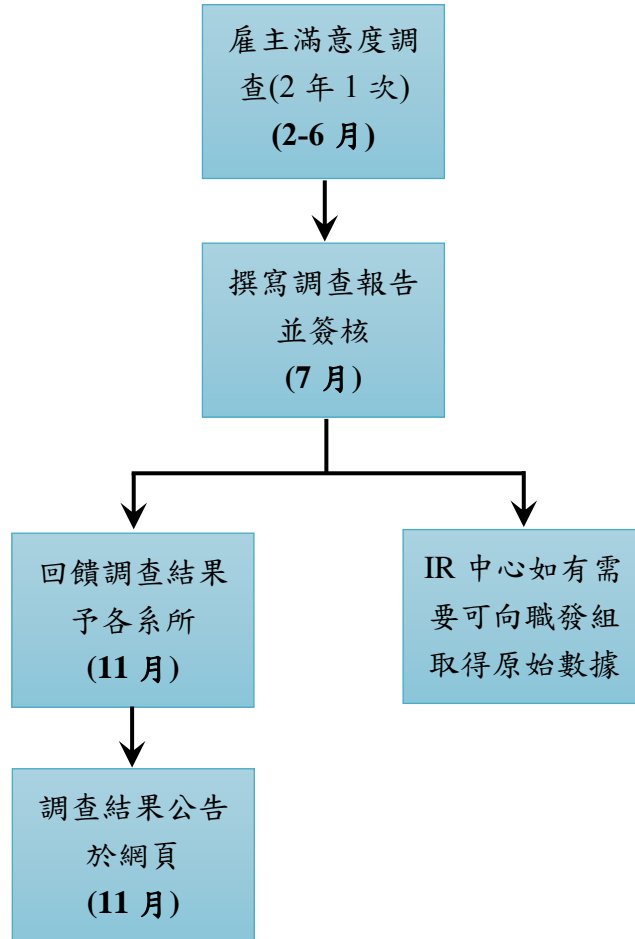 雇主滿意度調
查(2 年 1 次)
(2-6 月)
撰寫調查報告
並簽核
(7 月)
回饋調查結果
予各系所
(11 月)
IR 中心如有需
要可向職發組
取得原始數據
調查結果公告
於網頁
(11 月)